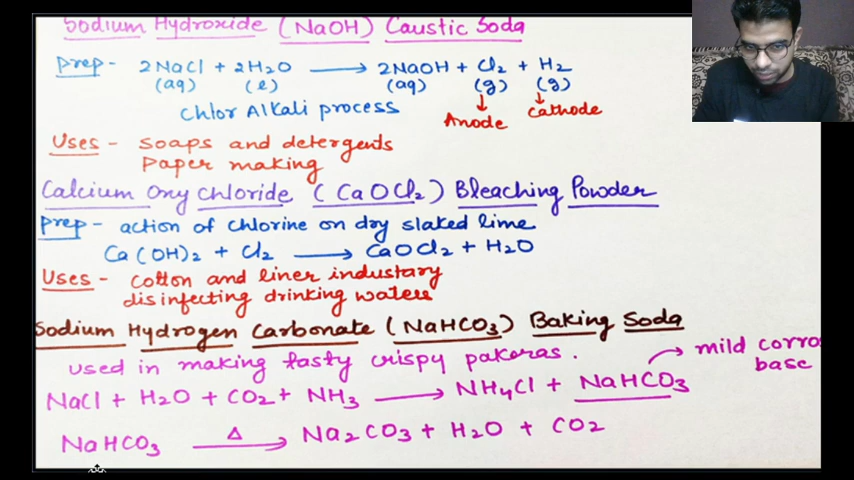 Sodium Hydroxide (NaOH) Caustic Soda
Prep- 2NaCl + 2H2O ⟶ 2NaOH + Cl2 + H2
(aq) (l) (aq) (g) (g)
Chlor Alkali process ↓ Anode ↓ Cathode
Uses - soaps and detergents
Paper making
Calcium Oxy chloride (CaOCl2) Bleaching Powder
Prep - action of chlorine on dry slaked lime
Ca(OH)2 + Cl2 ⟶ CaOCl2 + H2O
Uses - cotton and liner industary
disinfecting drinking waters
Sodium Hydrogen Carbonate (NaHCO3) Baking Soda
used in making tasty crispy pakoras.
→ mild corro
base
NaCl + H2O + CO2 + NH3 ⟶ NH4Cl + NaHCO3
NaHCO3 Δ⟶ Na2CO3 + H2O + CO2